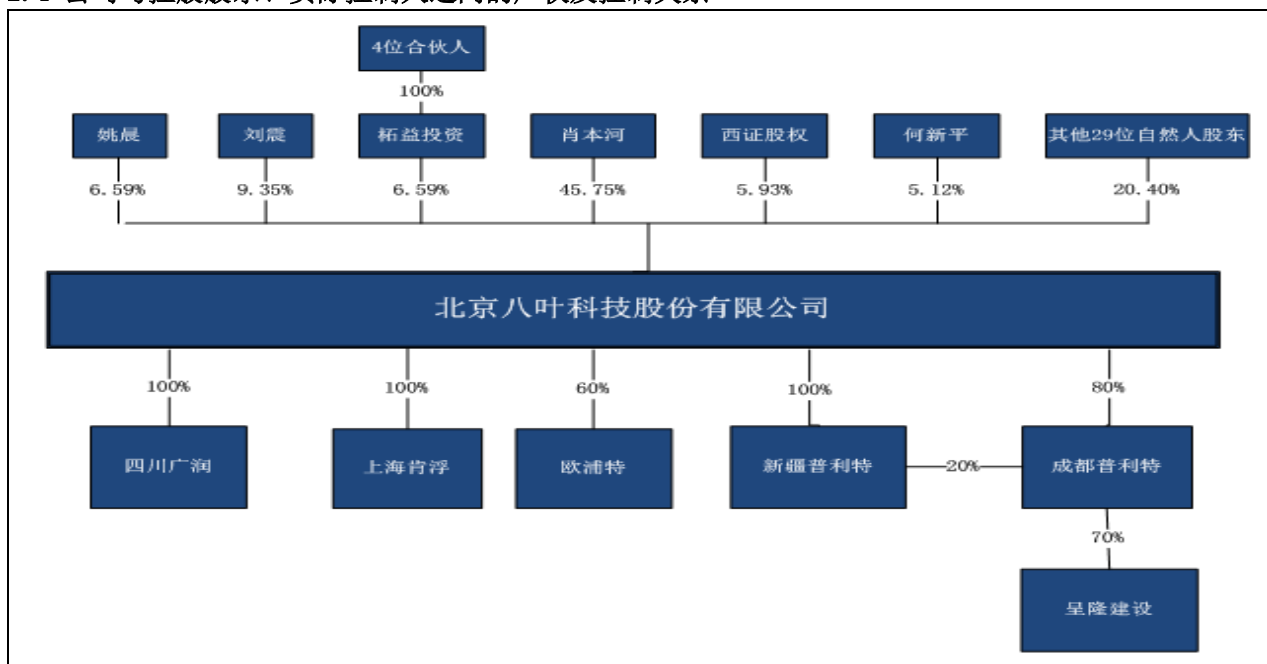 4位合伙人
100%
姚晨 刘震 柘益投资 肖本河 西证股权 何新平 其他29位自然人股东
6.59% 9.35% 6.59% 45.75% 5.93% 5.12% 20.40%
北京八叶科技股份有限公司
100% 100% 60% 100% 80%
四川广润 上海肯浮 欧浦特 新疆普利特 20% 成都普利特
70%
呈隆建设